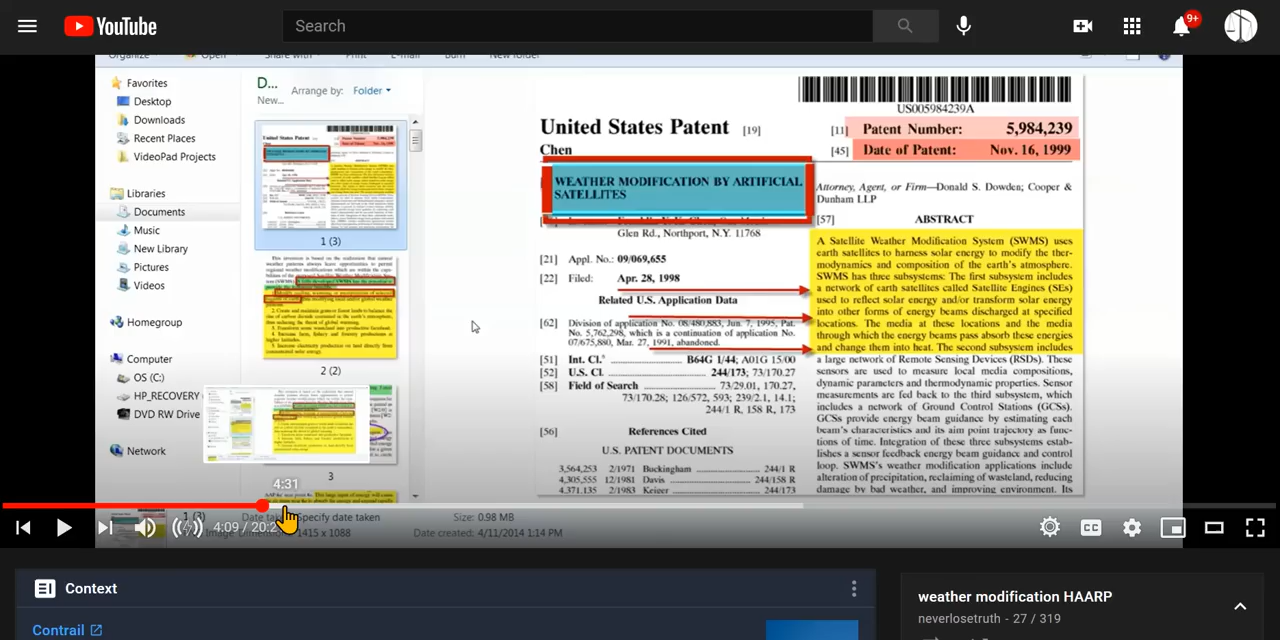 YouTube
Search
9+
Favorites
Desktop
Downloads
Recent Places
VideoPad Projects
Libraries
Documents
Music
New Library
Pictures
Videos
Homegroup
Computer
OS (C:)
HP_RECOVERY
DVD RW Drive
Network
D...
New...
Arrange by: Folder
1 (3)
2 (2)
3
US005984239A
United States Patent [19]
Chen
[11] Patent Number: 5,984,239
[45] Date of Patent: Nov. 16, 1999
WEATHER MODIFICATION BY ARTIFICIAL
SATELLITES
Glen Rd., Northport, N.Y. 11768
[21] Appl. No.: 09/069,655
[22] Filed: Apr. 28, 1998
Related U.S. Application Data
[62] Division of application No. 08/480,883, Jun. 7, 1995, Pat.
No. 5,762,298, which is a continuation of application No.
07/675,880, Mar. 27, 1991, abandoned.
[51] Int. Cl.⁶ B64G 1/44; A01G 15/00
[52] U.S. Cl. 244/173; 73/170.27
[58] Field of Search 73/29.01, 170.27,
73/170.28; 126/572, 593; 239/2.1, 14.1;
244/1 R, 158 R, 173
[56] References Cited
U.S. PATENT DOCUMENTS
3,564,253 2/1971 Buckingham 244/1 R
4,305,555 12/1981 Davis 244/158 R
4,371,135 2/1983 Keizer 244/173
Attorney, Agent, or Firm—Donald S. Dowden; Cooper &
Dunham LLP
[57] ABSTRACT
A Satellite Weather Modification System (SWMS) uses
earth satellites to harness solar energy to modify the ther-
modynamics and composition of the earth's atmosphere.
SWMS has three subsystems: The first subsystem includes
a network of earth satellites called Satellite Engines (SEs)
used to reflect solar energy and/or transform solar energy
into other forms of energy beams discharged at specified
locations. The media at these locations and the media
through which the energy beams pass absorb these energies
and change them into heat. The second subsystem includes
a large network of Remote Sensing Devices (RSDs). These
sensors are used to measure local media compositions,
dynamic parameters and thermodynamic properties. Sensor
measurements are fed back to the third subsystem, which
includes a network of Ground Control Stations (GCSs).
GCSs provide energy beam guidance by estimating each
beam's characteristics and its aim point trajectory as func-
tions of time. Integration of these three subsystems estab-
lishes a sensor feedback energy beam guidance and control
loop. SWMS's weather modification applications include
alteration of precipitation, reclaiming of wasteland, reducing
damage by bad weather, and improving environment. Its
4:31
4:09 / 20:2
1 (3)
Specify date taken
Size: 0.98 MB
1415 x 1088
Date created: 4/11/2014 1:14 PM
CC
Context
Contrail
weather modification HAARP
neverlosetruth - 27 / 319